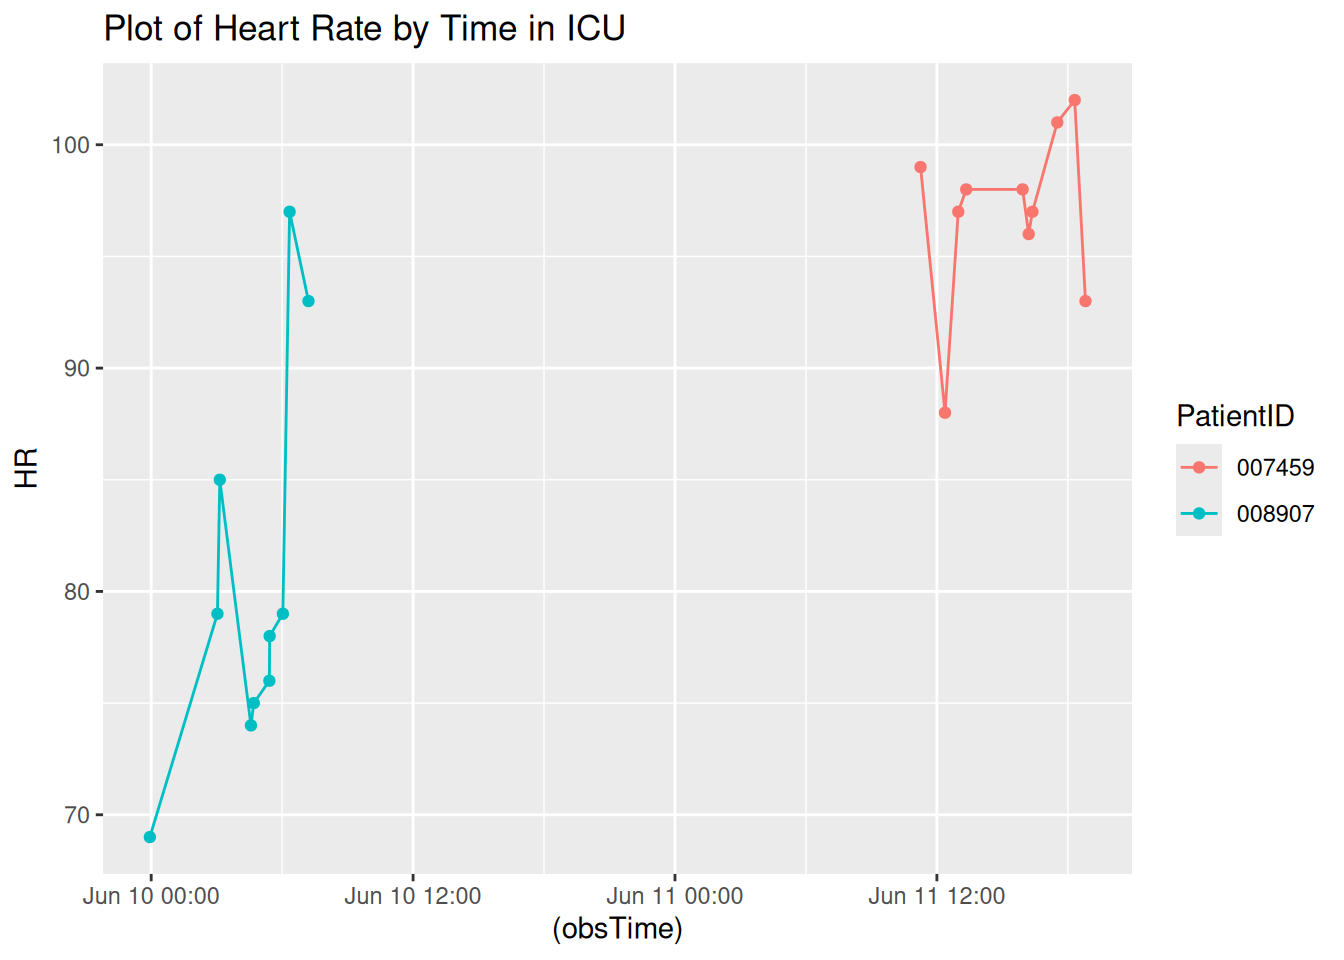 Plot of Heart Rate by Time in ICU
100
90
80
70
HR
Jun 10 00:00
Jun 10 12:00
Jun 11 00:00
Jun 11 12:00
(obsTime)
PatientID
007459
008907